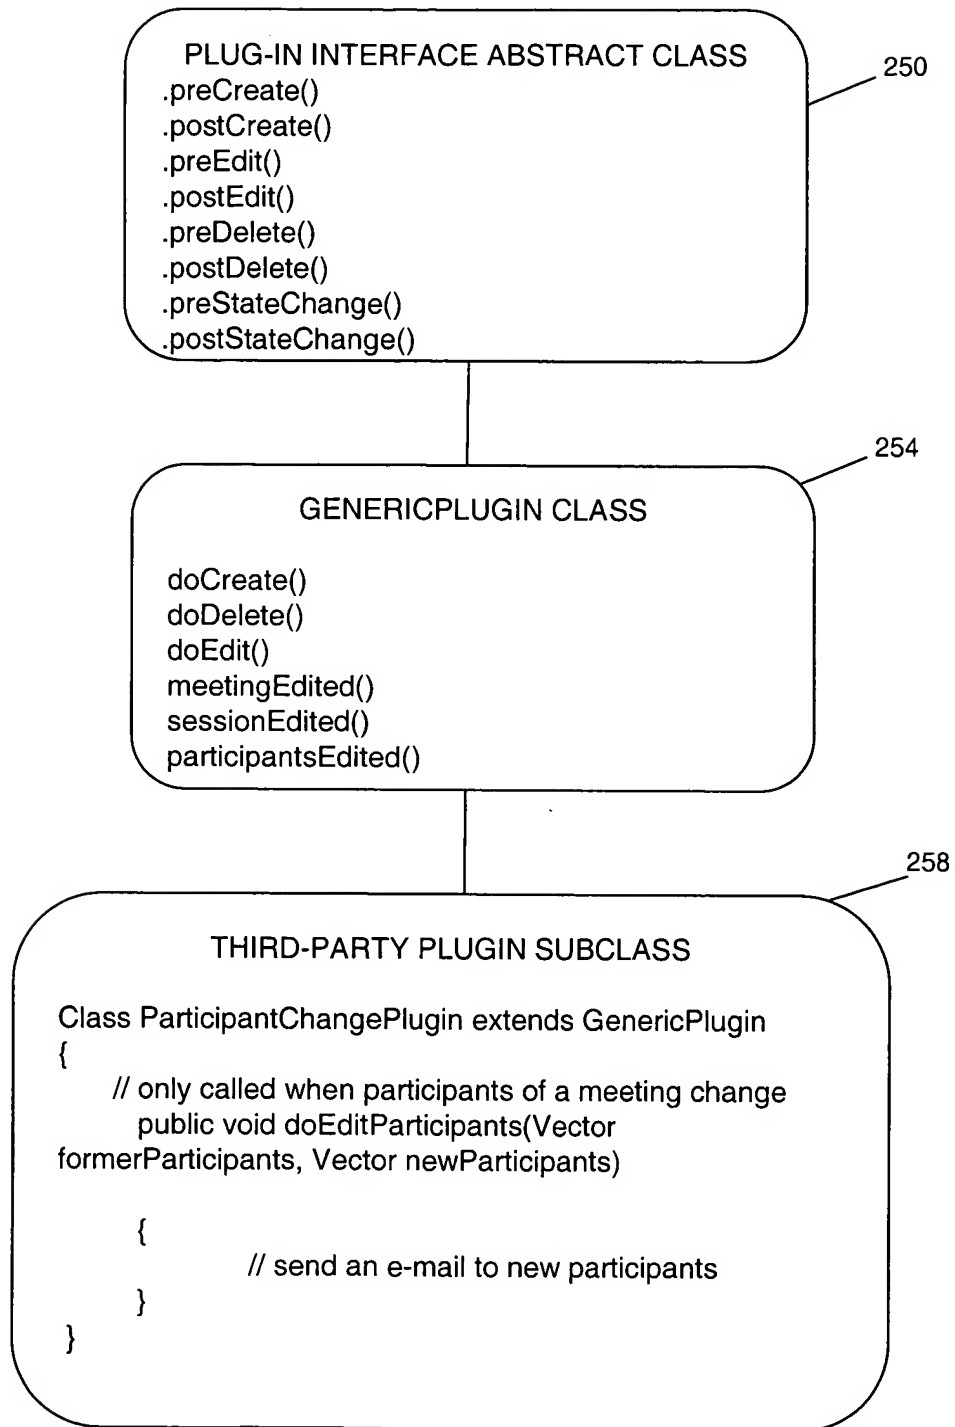 PLUG-IN INTERFACE ABSTRACT CLASS
.preCreate()
.postCreate()
.preEdit()
.postEdit()
.preDelete()
.postDelete()
.preStateChange()
.postStateChange()
250
254
GENERICPLUGIN CLASS
doCreate()
doDelete()
doEdit()
meetingEdited()
sessionEdited()
participantsEdited()
258
THIRD-PARTY PLUGIN SUBCLASS
Class ParticipantChangePlugin extends GenericPlugin
{
// only called when participants of a meeting change
public void doEditParticipants(Vector
formerParticipants, Vector newParticipants)
{
// send an e-mail to new participants
}
}